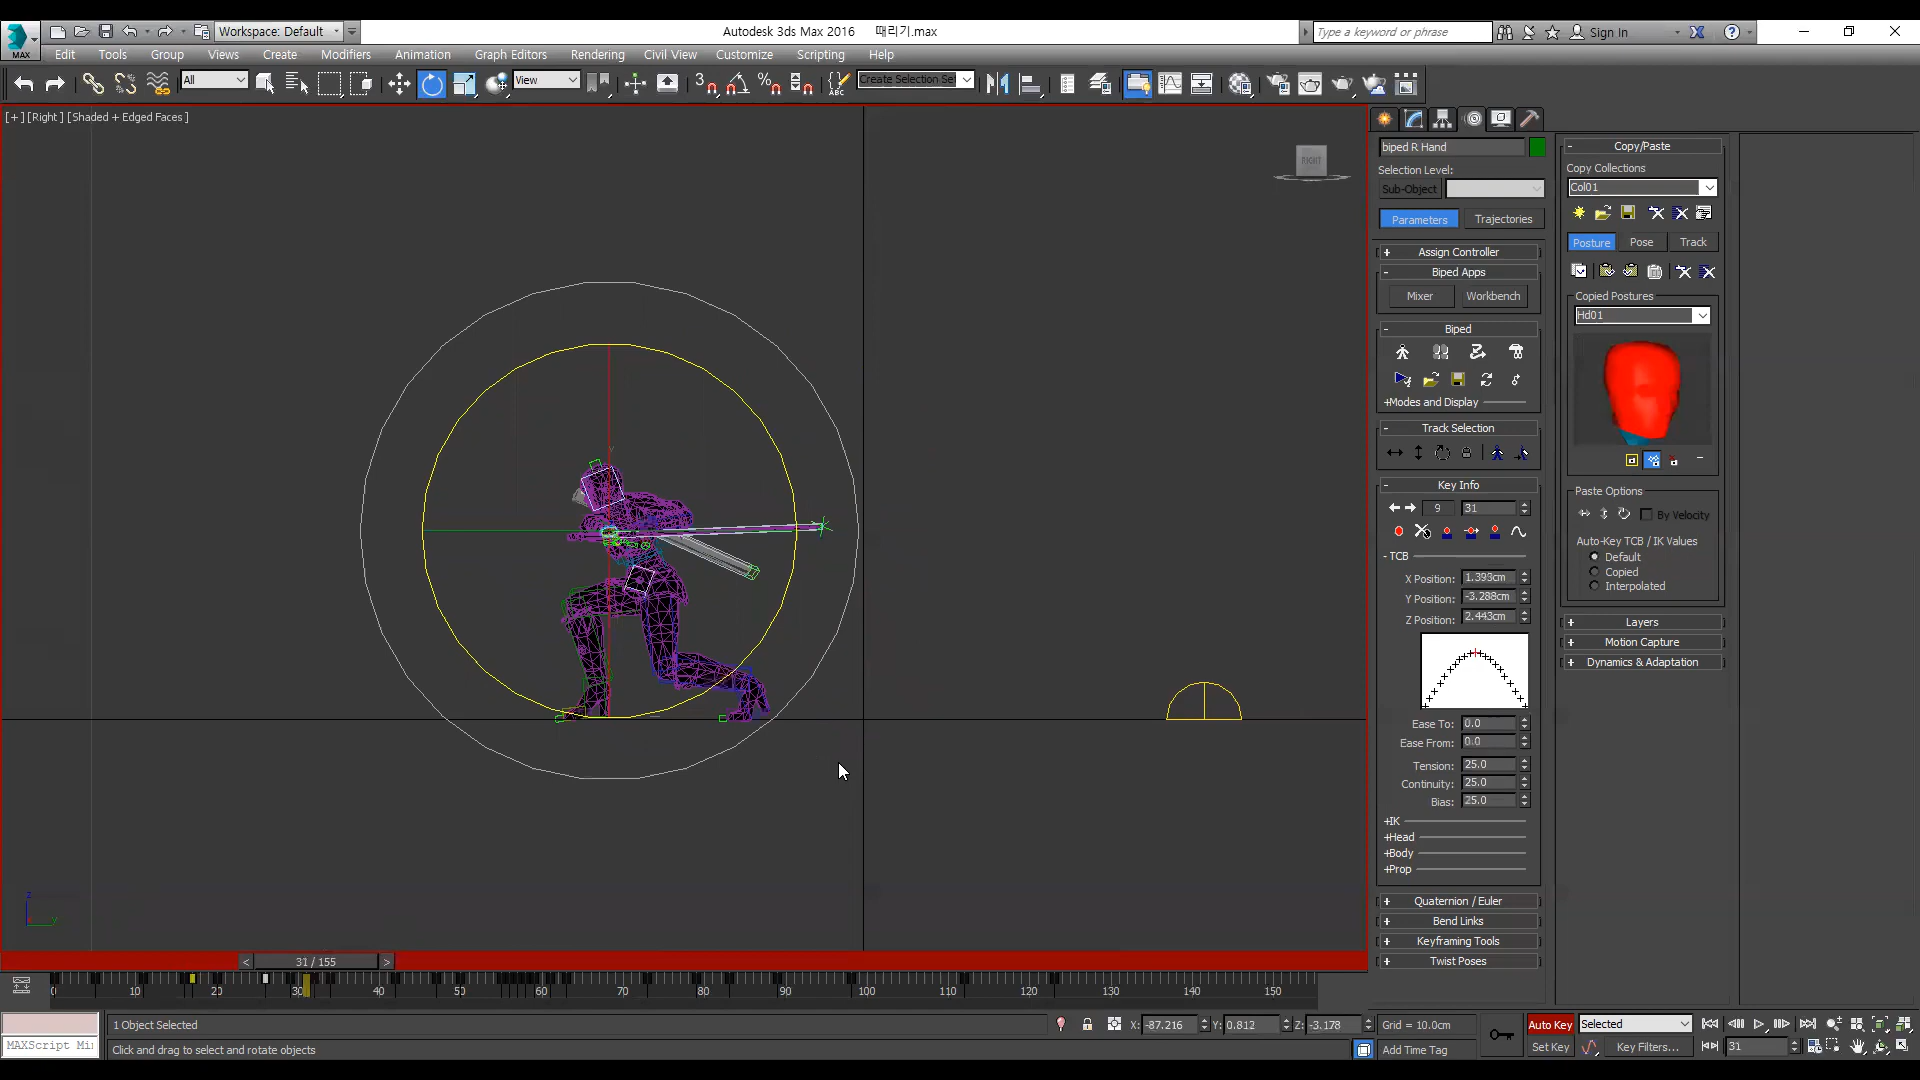 MAX
Workspace: Default
Autodesk 3ds Max 2016 때리기.max
Type a keyword or phrase
Sign In
Edit Tools Group Views Create Modifiers Animation Graph Editors Rendering Civil View Customize Scripting Help
All
View
Create Selection Se
[+] [Right] [Shaded + Edged Faces]
RIGHT
biped R Hand
Selection Level:
Sub-Object
Parameters Trajectories
+ Assign Controller
- Biped Apps
Mixer Workbench
- Biped
+Modes and Display
- Track Selection
- Key Info
9 31
- TCB
X Position: 1.393cm
Y Position: -3.288cm
Z Position: 2.443cm
Ease To: 0.0
Ease From: 0.0
Tension: 25.0
Continuity: 25.0
Bias: 25.0
+IK
+Head
+Body
+Prop
+ Quaternion / Euler
+ Bend Links
+ Keyframing Tools
+ Twist Poses
- Copy/Paste
Copy Collections
Col01
Posture Pose Track
Copied Postures
Hd01
Paste Options
By Velocity
Auto-Key TCB / IK Values
Default
Copied
Interpolated
+ Layers
+ Motion Capture
+ Dynamics & Adaptation
z
y
< 31 / 155 >
0 10 20 30 40 50 60 70 80 90 100 110 120 130 140 150
1 Object Selected
X: -87.216 Y: 0.812 Z: -3.178 Grid = 10.0cm
Auto Key Selected
MAXScript Mi
Click and drag to select and rotate objects
Add Time Tag
Set Key Key Filters... 31